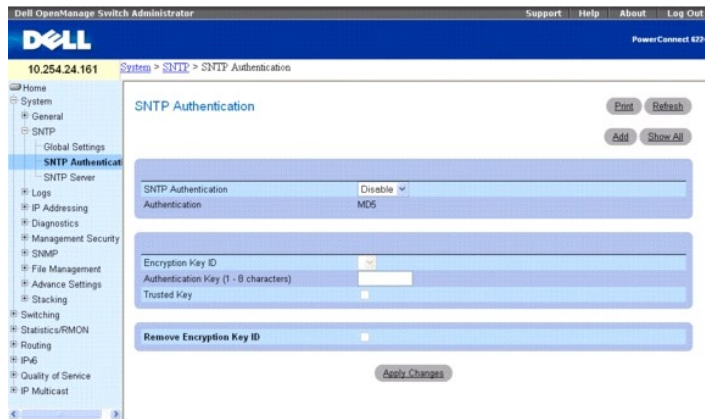 Dell OpenManage Switch Administrator
Support Help About Log Out
DELL
PowerConnect 622
10.254.24.161
System > SNTP > SNTP Authentication
Home
System
General
SNTP
Global Settings
SNTP Authenticati
SNTP Server
Logs
IP Addressing
Diagnostics
Management Security
SNMP
File Management
Advance Settings
Stacking
Switching
Statistics/RMON
Routing
IPv6
Quality of Service
IP Multicast
SNTP Authentication
Print Refresh
Add Show All
SNTP Authentication Disable
Authentication MD5
Encryption Key ID
Authentication Key (1 - 8 characters)
Trusted Key
Remove Encryption Key ID
Apply Changes